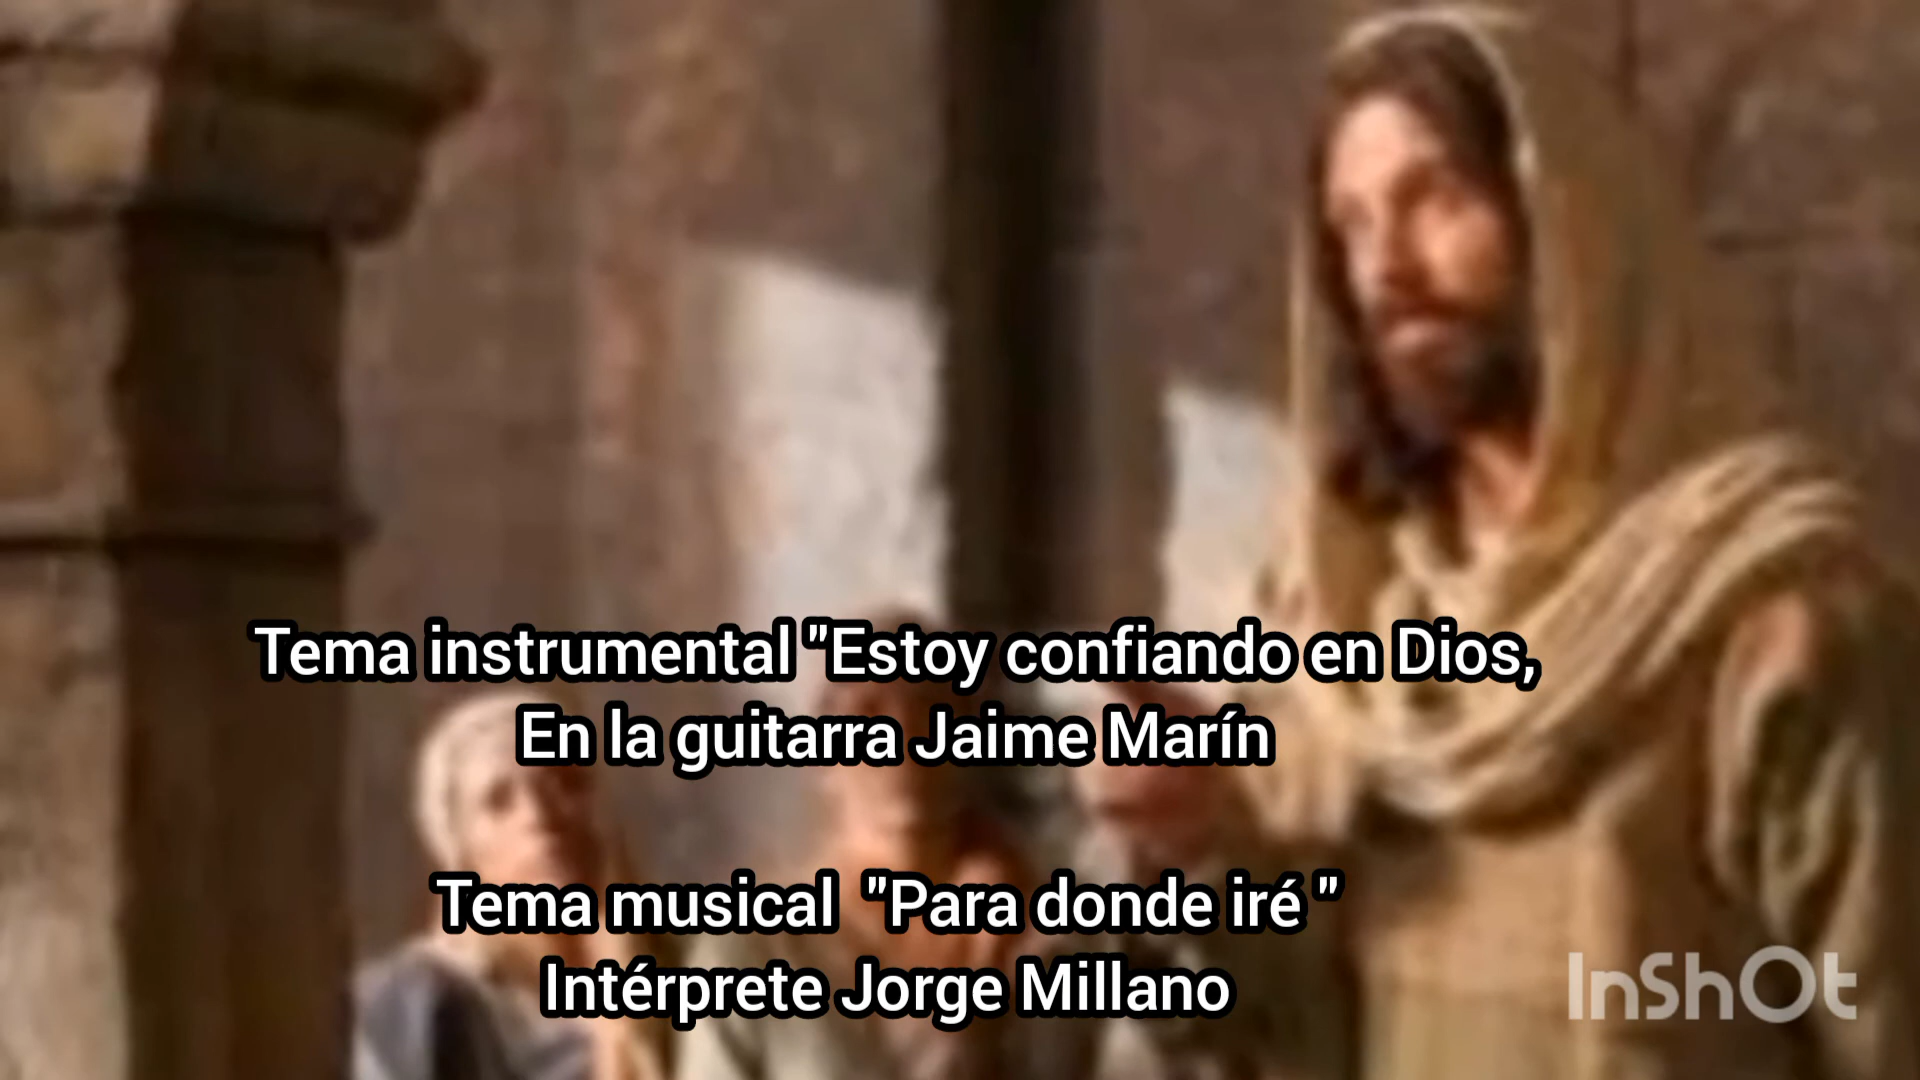 Tema instrumental "Estoy confiando en Dios,
En la guitarra Jaime Marín
Tema musical "Para donde iré "
Intérprete Jorge Millano
InShOt